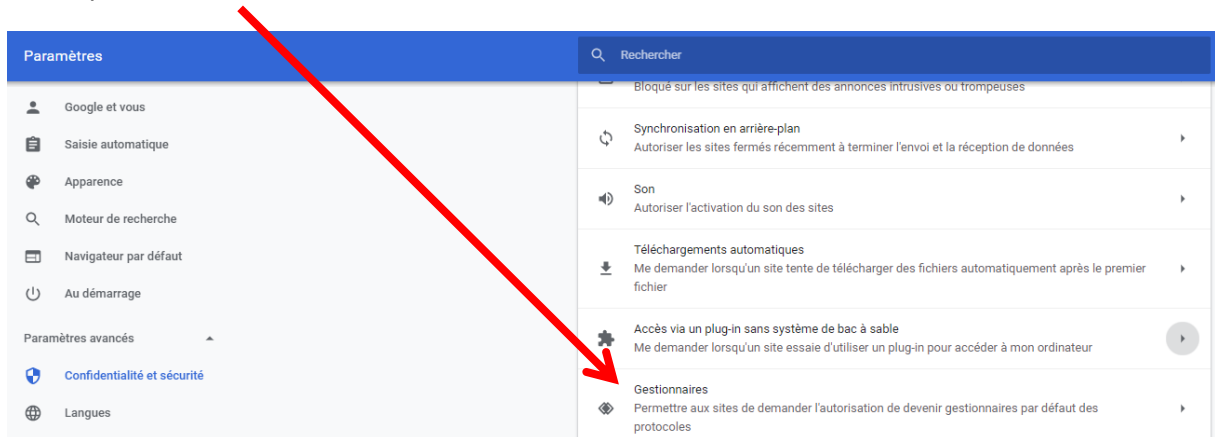 Paramètres
Rechercher
Google et vous
Saisie automatique
Apparence
Moteur de recherche
Navigateur par défaut
Au démarrage
Paramètres avancés
Confidentialité et sécurité
Langues
Bloqué sur les sites qui affichent des annonces intrusives ou trompeuses
Synchronisation en arrière-plan
Autoriser les sites fermés récemment à terminer l'envoi et la réception de données
Son
Autoriser l'activation du son des sites
Téléchargements automatiques
Me demander lorsqu'un site tente de télécharger des fichiers automatiquement après le premier
fichier
Accès via un plug-in sans système de bac à sable
Me demander lorsqu'un site essaie d'utiliser un plug-in pour accéder à mon ordinateur
Gestionnaires
Permettre aux sites de demander l'autorisation de devenir gestionnaires par défaut des
protocoles